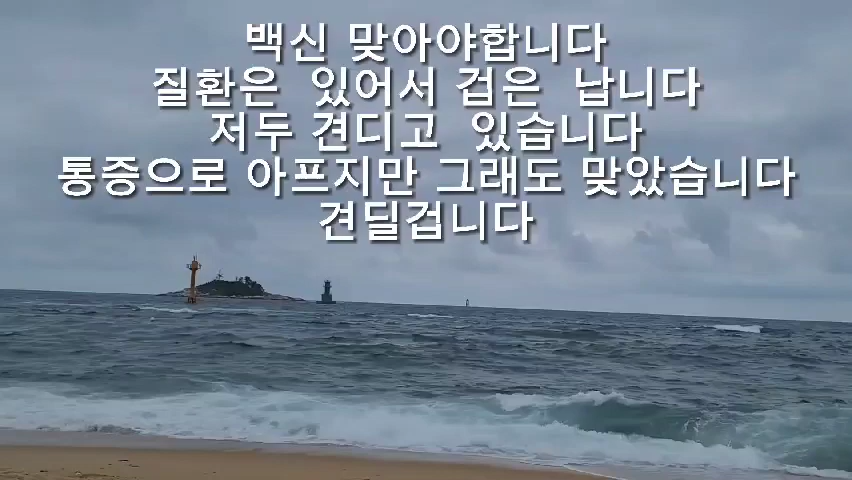 백신 맞아야합니다
질환은 있어서 겁은 납니다
저두 견디고 있습니다
통증으로 아프지만 그래도 맞았습니다
견딜겁니다